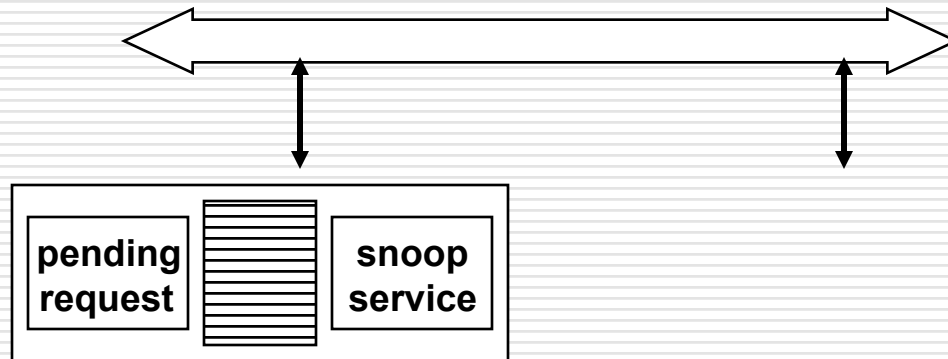 pending
request
snoop
service